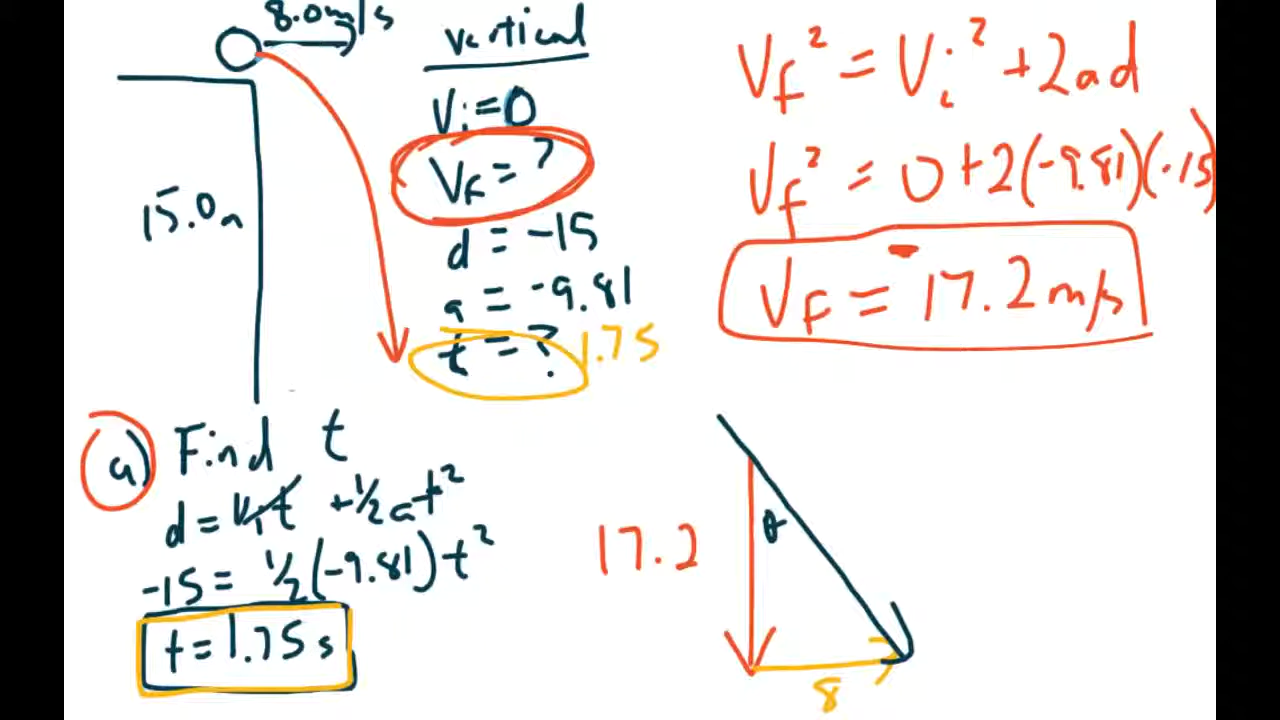 8.0m/s
15.0m
vertical
Vi=0
VF = ?
d = -15
a = -9.81
t = ? 1.75
a) Find t
d = Vit + 1/2 at²
-15 = 1/2 (-9.81) t²
t = 1.75 s
Vf² = Vi² + 2ad
Vf² = 0 + 2(-9.81)(-15)
VF = -17.2 m/s
17.2
θ
8